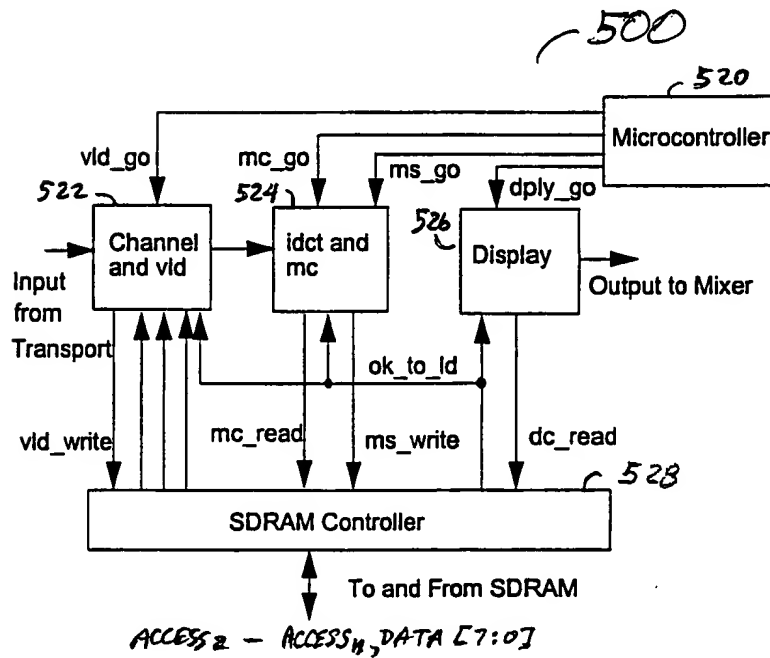 500
520
Microcontroller
vld_go
mc_go
ms_go
dply_go
522
524
526
Channel
and vld
idct and
mc
Display
Input
from
Transport
Output to Mixer
ok_to_ld
vld_write
mc_read
ms_write
dc_read
528
SDRAM Controller
To and From SDRAM
DATA [7:0]